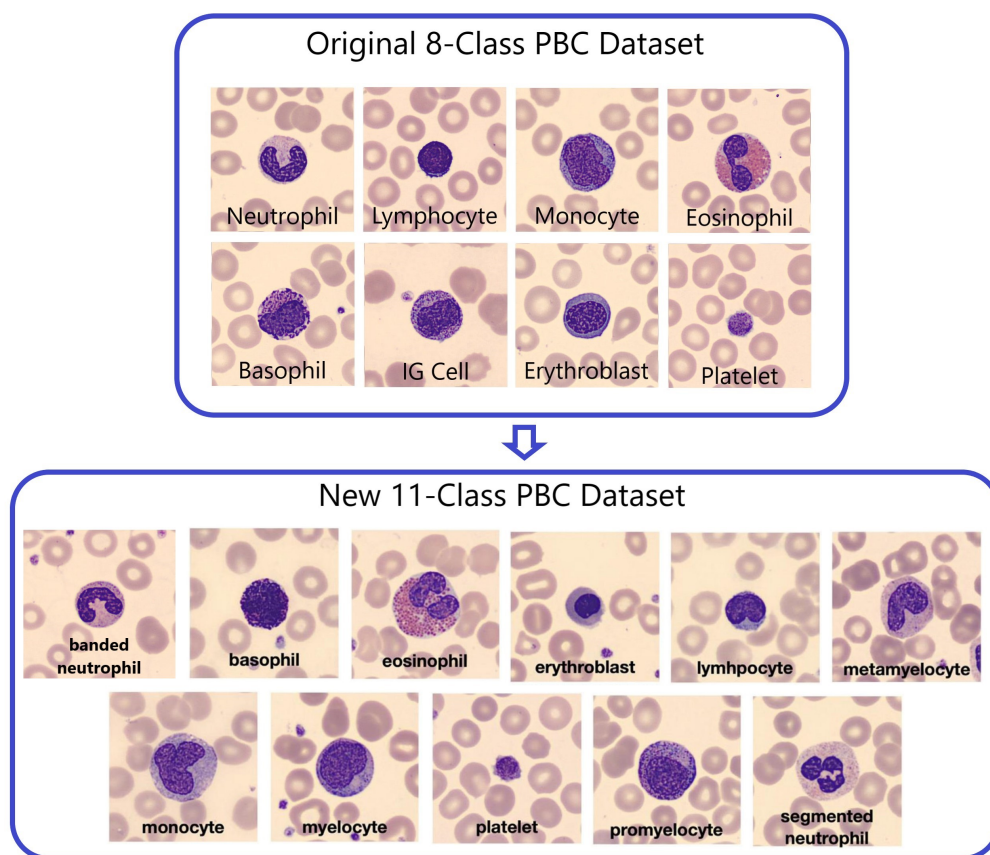 Original 8-Class PBC Dataset
Neutrophil
Lymphocyte
Monocyte
Eosinophil
Basophil
IG Cell
Erythroblast
Platelet
New 11-Class PBC Dataset
banded
neutrophil
basophil
eosinophil
erythroblast
lymhpocyte
metamyelocyte
monocyte
myelocyte
platelet
promyelocyte
segmented
neutrophil